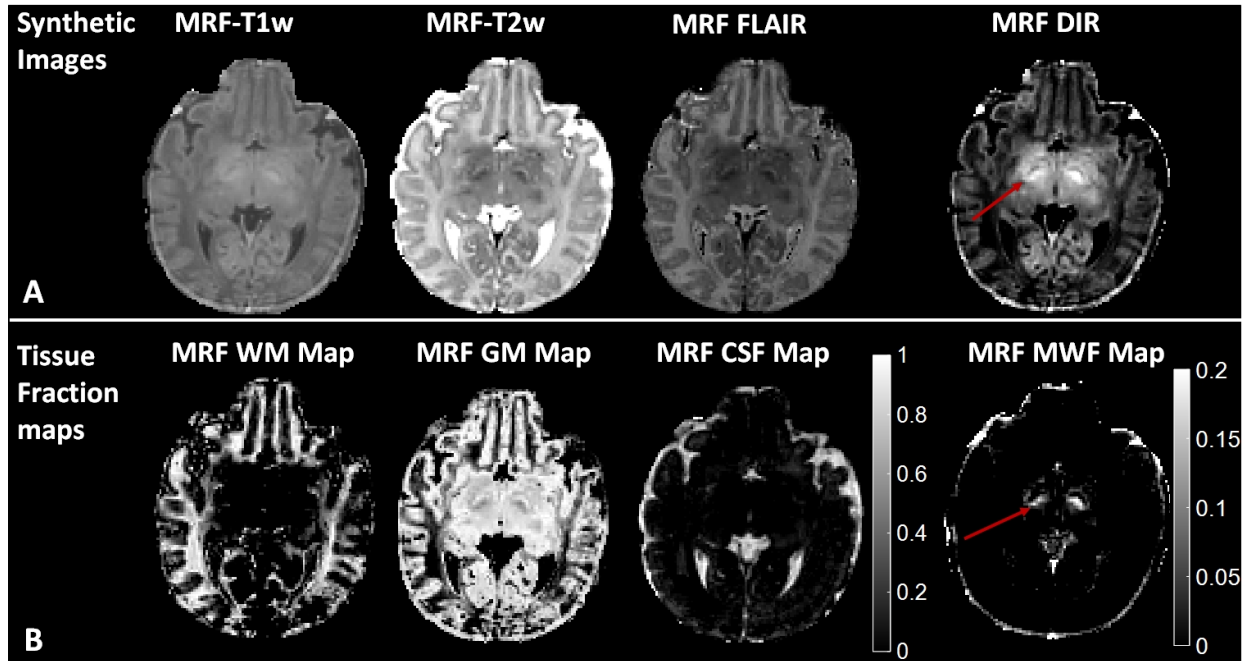 Synthetic
Images
MRF-T1w
MRF-T2w
MRF FLAIR
MRF DIR
A
Tissue
Fraction
maps
MRF WM Map
MRF GM Map
MRF CSF Map
MRF MWF Map
1
0.8
0.6
0.4
0.2
0
0.2
0.15
0.1
0.05
0
B